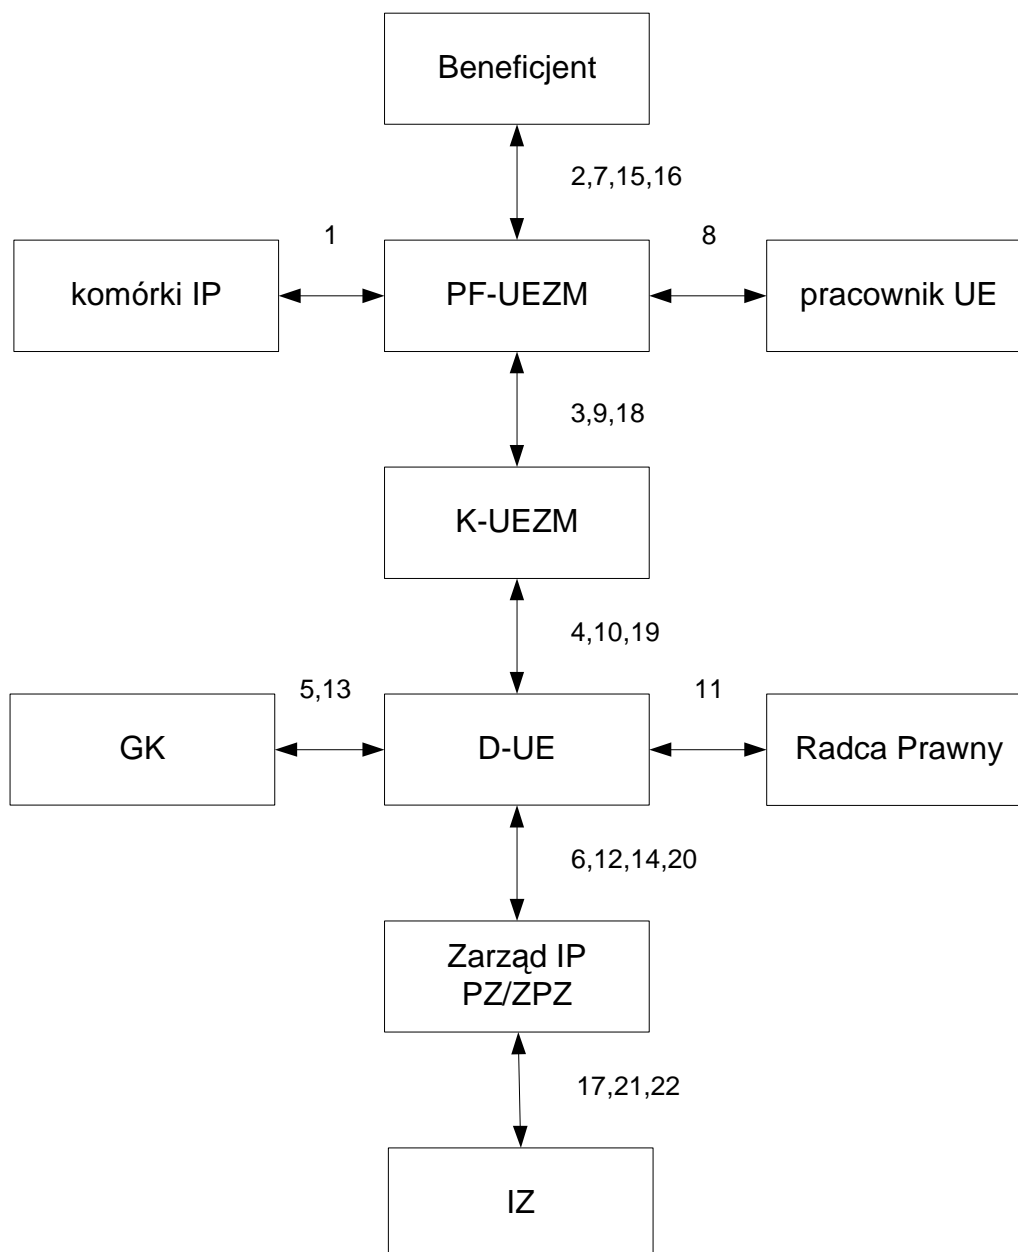 Beneficjent
2,7,15,16
1
8
komórki IP
PF-UEZM
pracownik UE
3,9,18
K-UEZM
4,10,19
5,13
11
GK
D-UE
Radca Prawny
6,12,14,20
Zarząd IP
PZ/ZPZ
17,21,22
IZ